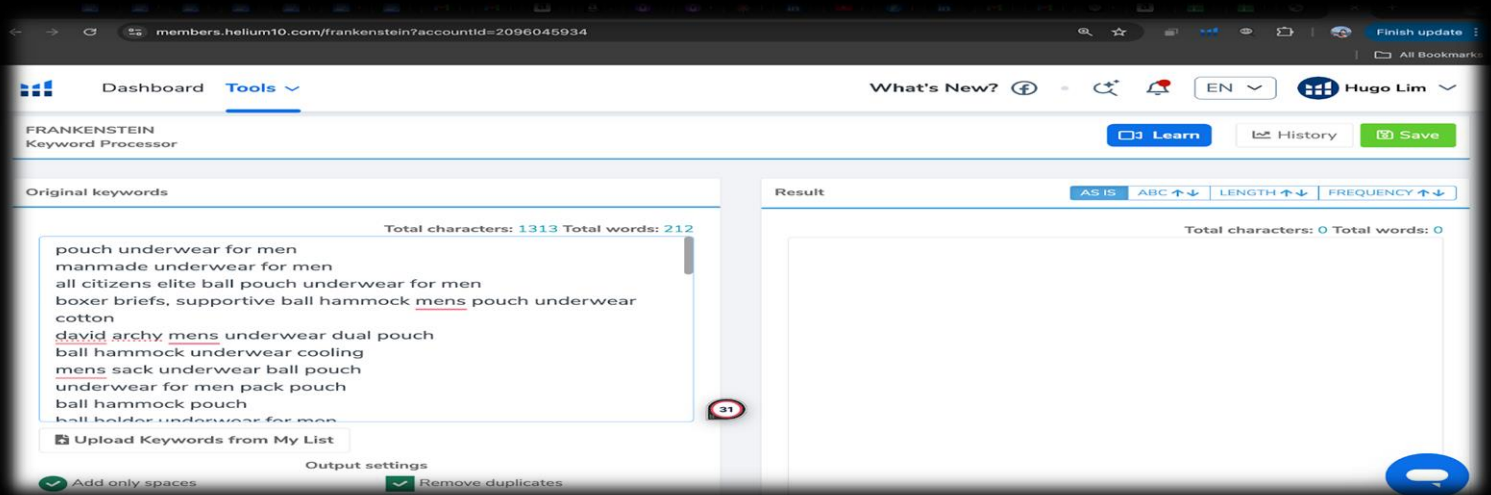 members.helium10.com/frankenstein?accountId=2096045934
Finish update
All Bookmarks
Dashboard Tools What's New? EN Hugo Lim
FRANKENSTEIN
Keyword Processor
Learn History Save
Original keywords
Total characters: 1313 Total words: 212
pouch underwear for men
manmade underwear for men
all citizens elite ball pouch underwear for men
boxer briefs, supportive ball hammock mens pouch underwear
cotton
david archy mens underwear dual pouch
ball hammock underwear cooling
mens sack underwear ball pouch
underwear for men pack pouch
ball hammock pouch
ball holder underwear for men
31
Upload Keywords from My List
Output settings
Add only spaces Remove duplicates
Result AS IS ABC LENGTH FREQUENCY
Total characters: 0 Total words: 0